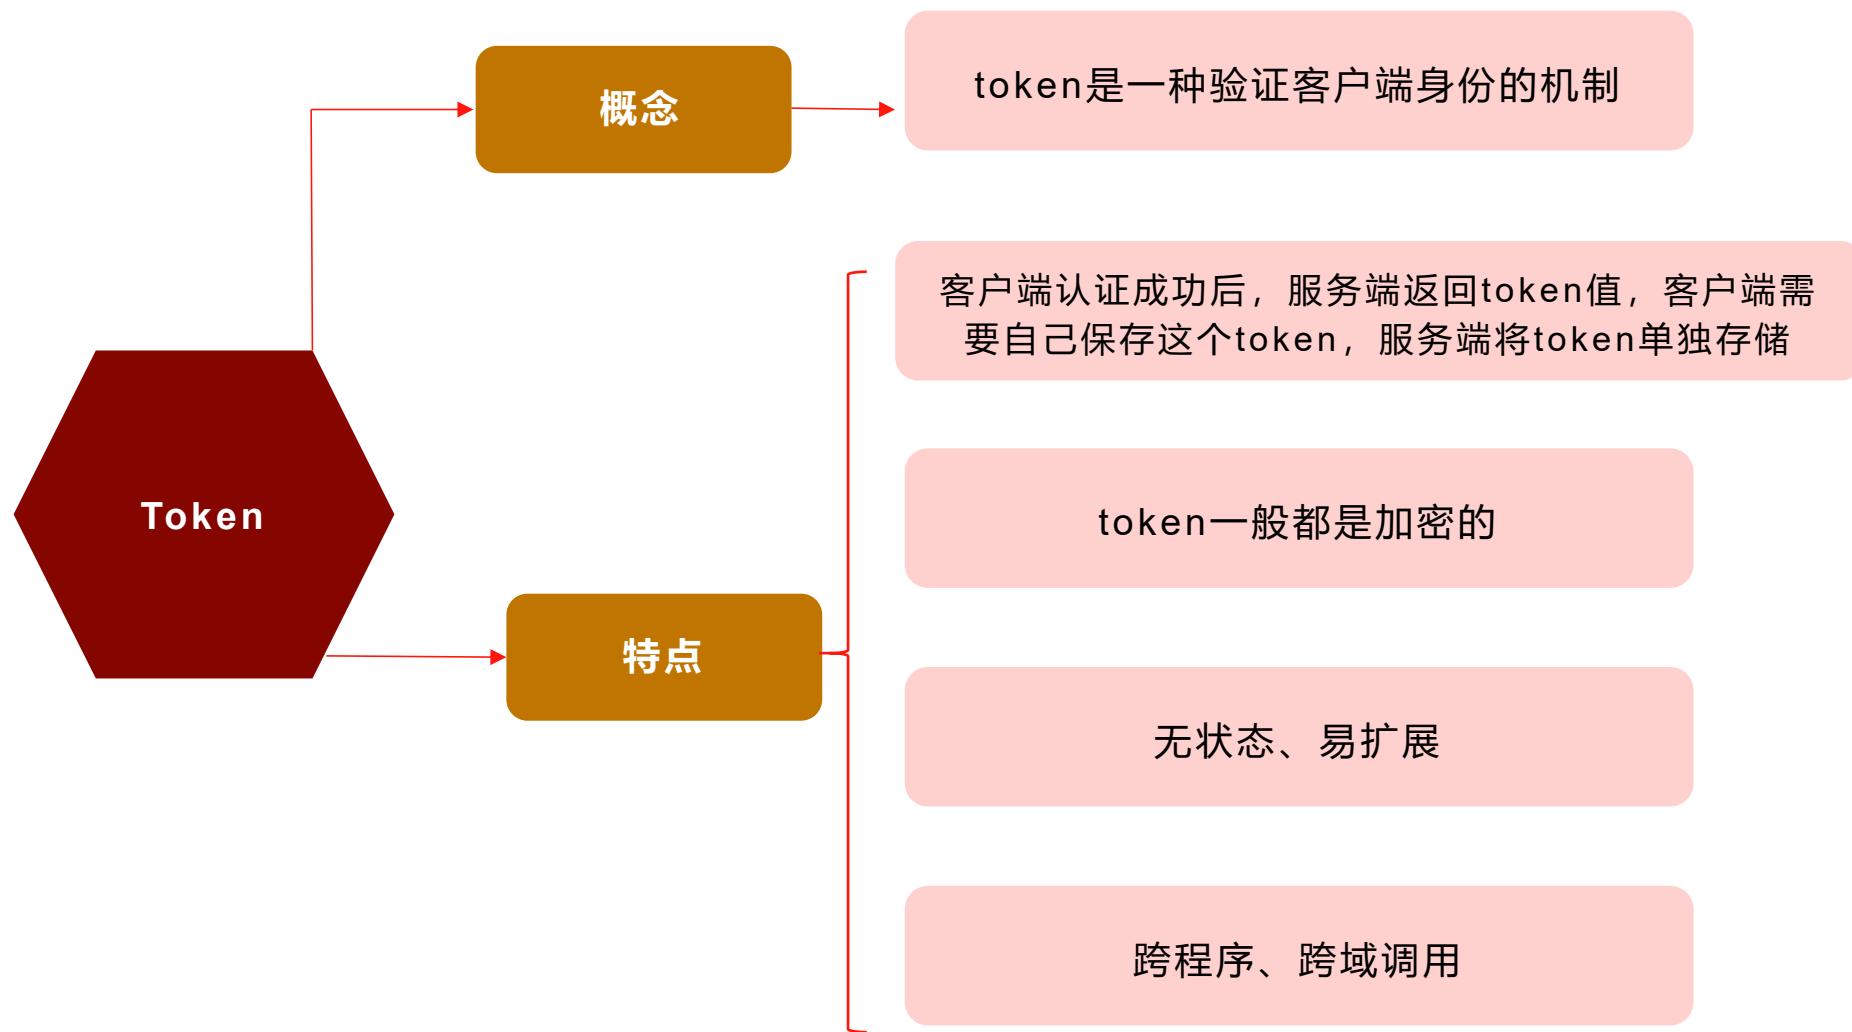 概念
token是一种验证客户端身份的机制
客户端认证成功后，服务端返回token值，客户端需
要自己保存这个token，服务端将token单独存储
token一般都是加密的
Token
特点
无状态、易扩展
跨程序、跨域调用